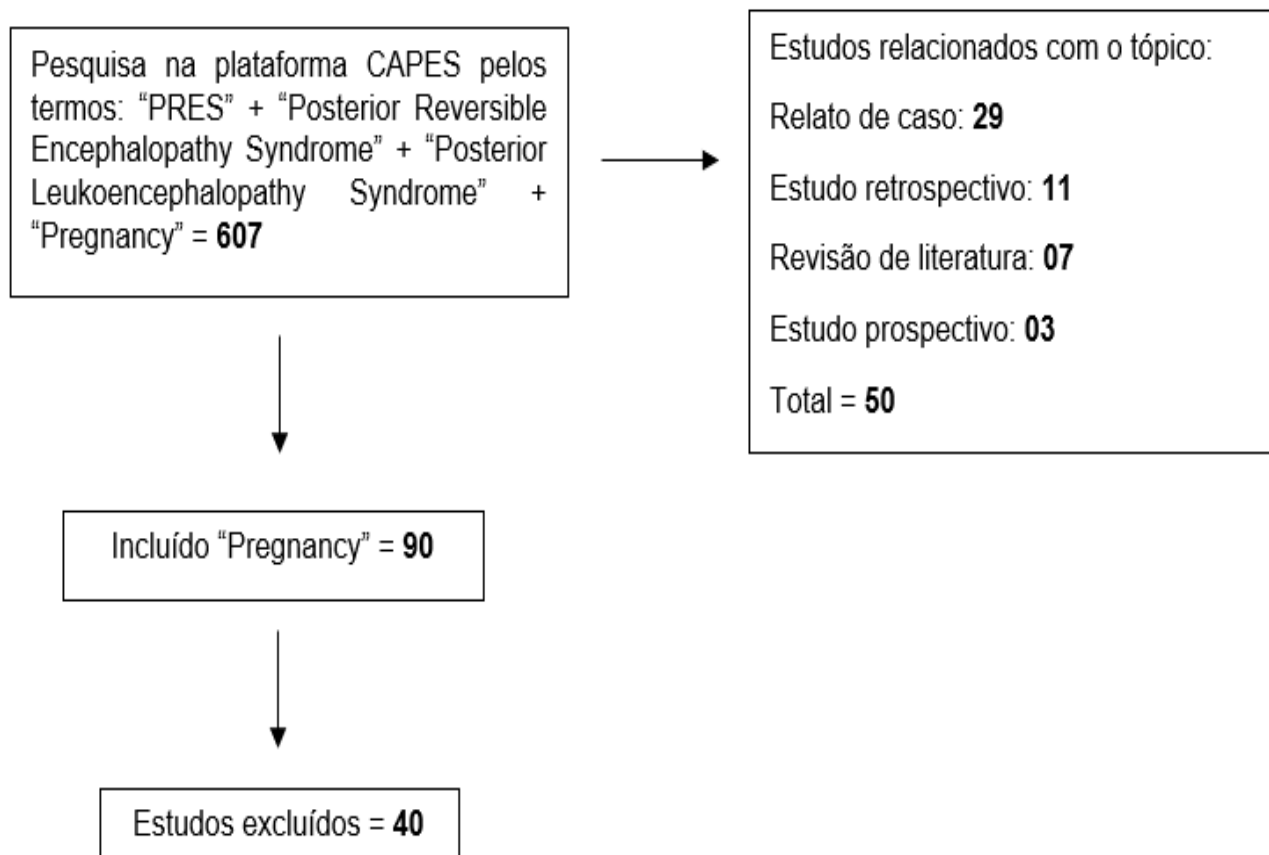 Pesquisa na plataforma CAPES pelos
termos: “PRES” + “Posterior Reversible
Encephalopathy Syndrome” + “Posterior
Leukoencephalopathy Syndrome” +
“Pregnancy” = 607
Estudos relacionados com o tópico:
Relato de caso: 29
Estudo retrospectivo: 11
Revisão de literatura: 07
Estudo prospectivo: 03
Total = 50
Incluído “Pregnancy” = 90
Estudos excluídos = 40